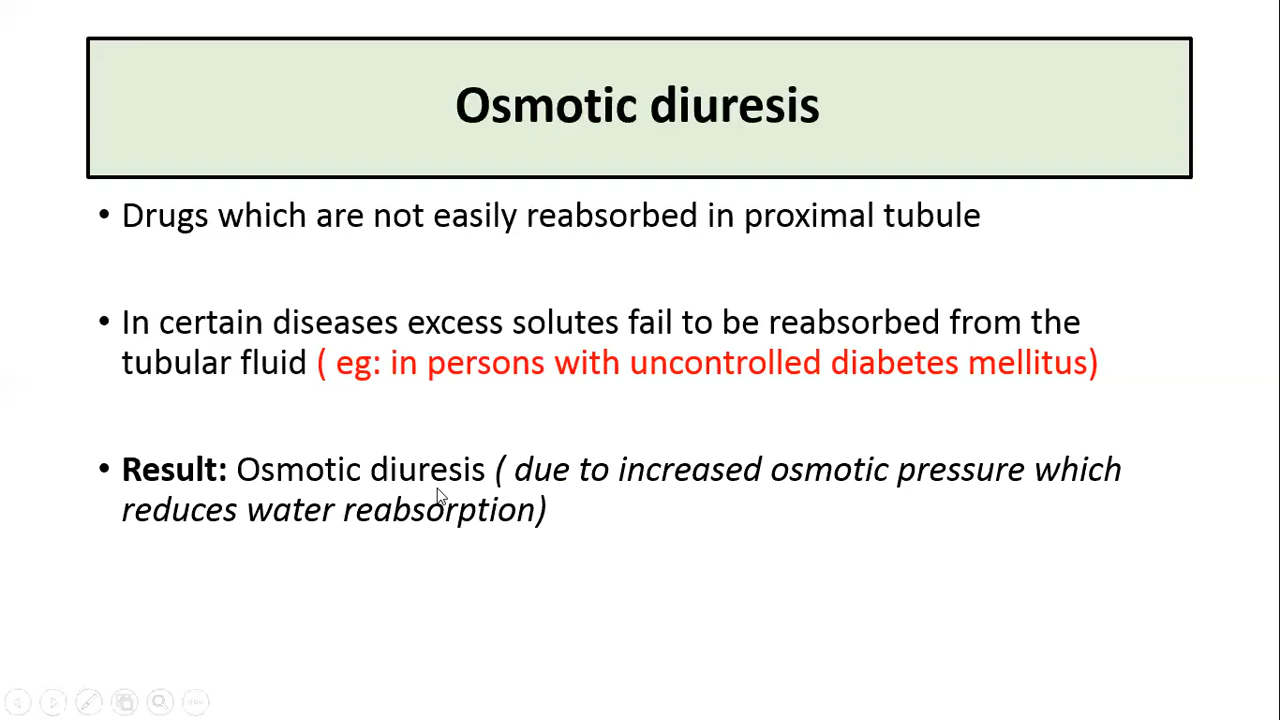 Osmotic diuresis
• Drugs which are not easily reabsorbed in proximal tubule
• In certain diseases excess solutes fail to be reabsorbed from the
tubular fluid ( eg: in persons with uncontrolled diabetes mellitus)
• Result: Osmotic diuresis ( due to increased osmotic pressure which
reduces water reabsorption)